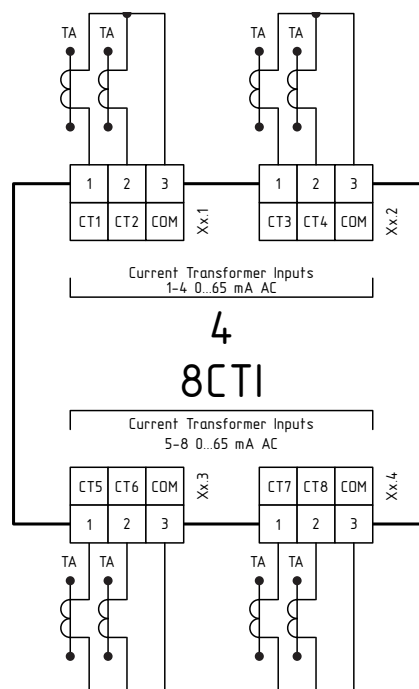 TA TA TA TA
1 2 3 1 2 3
CT1 CT2 COM Xx.1 CT3 CT4 COM Xx.2
Current Transformer Inputs
1-4 0...65 mA AC
4
8CTI
Current Transformer Inputs
5-8 0...65 mA AC
CT5 CT6 COM Xx.3 CT7 CT8 COM Xx.4
1 2 3 1 2 3
TA TA TA TA